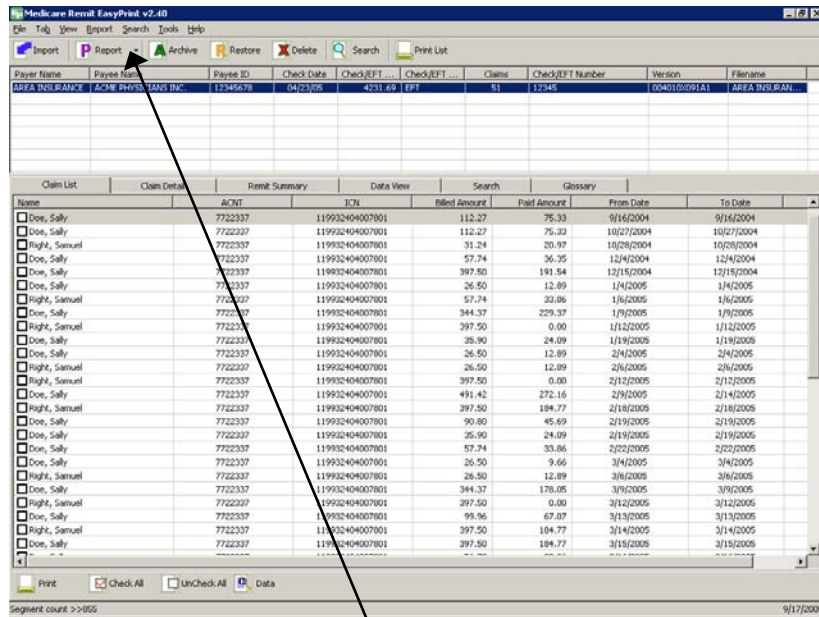 Medicare Remit EasyPrint v2.40
File Tab View Report Search Tools Help
Import Report Archive Restore Delete Search Print List
Payer Name Payee Name Payee ID Check Date Check/EFT ... Check/EFT ... Claims Check/EFT Number Version Filename
AREA INSURANCE ACME PHYSICIANS INC. 12345678 04/23/05 4231.69 EFT 51 12345 004010X091A1 AREA INSURAN...
Claim List Claim Detail Remit Summary Data View Search Glossary
Name ACNT ICN Billed Amount Paid Amount From Date To Date
Doe, Sally 7722337 119932404007801 112.27 75.33 9/16/2004 9/16/2004
Doe, Sally 7722337 119932404007801 112.27 75.33 10/27/2004 10/27/2004
Right, Samuel 7722337 119932404007801 31.24 20.97 10/28/2004 10/28/2004
Doe, Sally 7722337 119932404007801 57.74 36.35 12/4/2004 12/4/2004
Doe, Sally 7722337 119932404007801 397.50 191.54 12/15/2004 12/15/2004
Doe, Sally 7722337 119932404007801 26.50 12.89 1/4/2005 1/4/2005
Right, Samuel 7722337 119932404007801 57.74 33.86 1/6/2005 1/6/2005
Doe, Sally 7722337 119932404007801 344.37 229.37 1/9/2005 1/9/2005
Right, Samuel 7722337 119932404007801 397.50 0.00 1/12/2005 1/12/2005
Doe, Sally 7722337 119932404007801 35.90 24.09 1/19/2005 1/19/2005
Doe, Sally 7722337 119932404007801 26.50 12.89 2/4/2005 2/4/2005
Right, Samuel 7722337 119932404007801 26.50 12.89 2/6/2005 2/6/2005
Right, Samuel 7722337 119932404007801 397.50 0.00 2/12/2005 2/12/2005
Doe, Sally 7722337 119932404007801 491.42 272.16 2/9/2005 2/14/2005
Right, Samuel 7722337 119932404007801 397.50 184.77 2/18/2005 2/18/2005
Doe, Sally 7722337 119932404007801 90.80 45.69 2/19/2005 2/19/2005
Doe, Sally 7722337 119932404007801 35.90 24.09 2/19/2005 2/19/2005
Doe, Sally 7722337 119932404007801 57.74 33.86 2/22/2005 2/22/2005
Doe, Sally 7722337 119932404007801 26.50 9.66 3/4/2005 3/4/2005
Right, Samuel 7722337 119932404007801 26.50 12.89 3/6/2005 3/6/2005
Doe, Sally 7722337 119932404007801 344.37 178.05 3/9/2005 3/9/2005
Right, Samuel 7722337 119932404007801 397.50 0.00 3/12/2005 3/12/2005
Doe, Sally 7722337 119932404007801 99.96 67.07 3/13/2005 3/13/2005
Right, Samuel 7722337 119932404007801 397.50 184.77 3/14/2005 3/14/2005
Doe, Sally 7722337 119932404007801 397.50 184.77 3/15/2005 3/15/2005
Print Check All UnCheck All Data
Segment count >>855 9/17/200